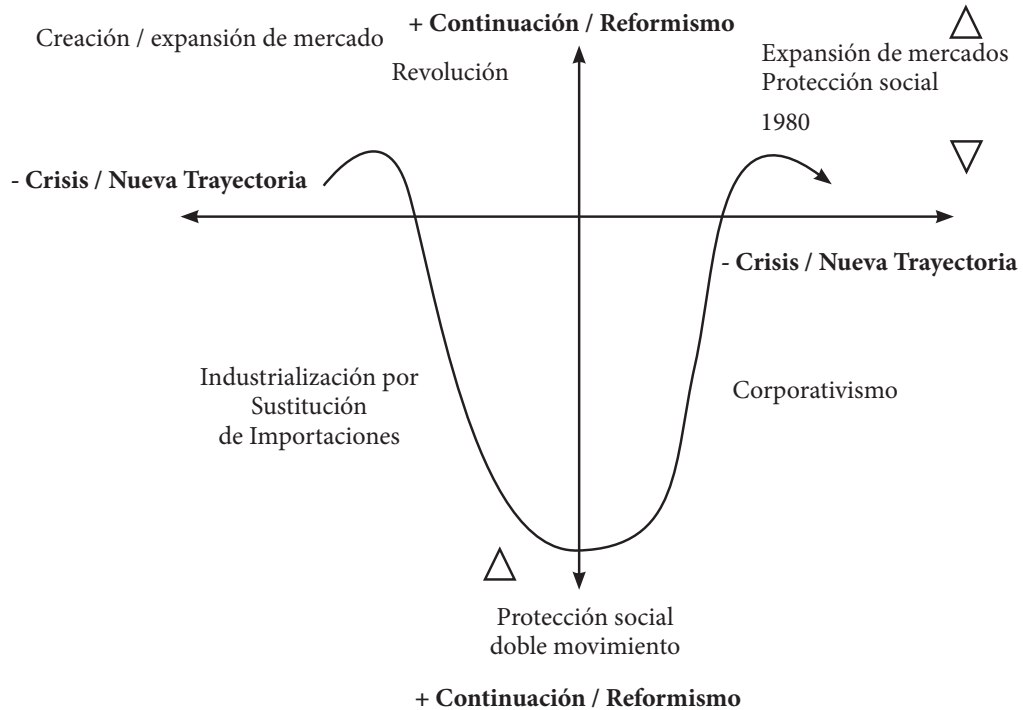 + Continuación / Reformismo
Creación / expansión de mercado
Revolución
Expansión de mercados
Protección social
1980
- Crisis / Nueva Trayectoria
- Crisis / Nueva Trayectoria
Industrialización por
Sustitución
de Importaciones
Corporativismo
Protección social
doble movimiento
+ Continuación / Reformismo